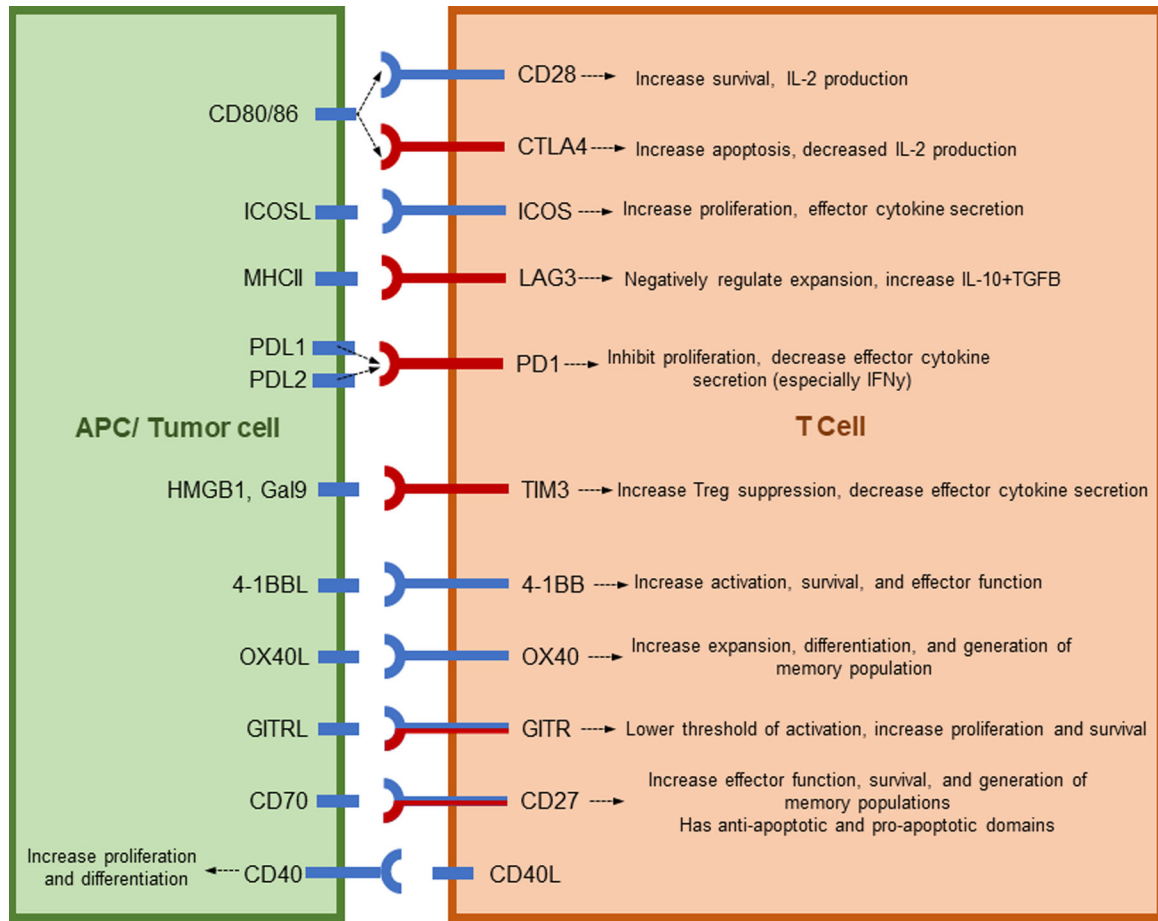 CD80/86
CD28
Increase survival, IL-2 production
CTLA4
Increase apoptosis, decreased IL-2 production
ICOSL
ICOS
Increase proliferation, effector cytokine secretion
MHCII
LAG3
Negatively regulate expansion, increase IL-10+TGFB
PDL1
PDL2
PD1
Inhibit proliferation, decrease effector cytokine
secretion (especially IFNy)
APC/ Tumor cell
T Cell
HMGB1, Gal9
TIM3
Increase Treg suppression, decrease effector cytokine secretion
4-1BBL
4-1BB
Increase activation, survival, and effector function
OX40L
OX40
Increase expansion, differentiation, and generation of
memory population
GITRL
GITR
Lower threshold of activation, increase proliferation and survival
CD70
CD27
Increase effector function, survival, and generation of
memory populations
Has anti-apoptotic and pro-apoptotic domains
Increase proliferation
and differentiation
CD40
CD40L